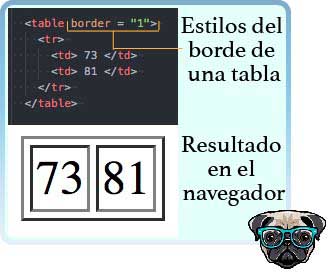 <table border = "1">
<tr>
<td> 73 </td>
<td> 81 </td>
</tr>
</table>
Estilos del
borde de
una tabla
73 81
Resultado
en el
navegador